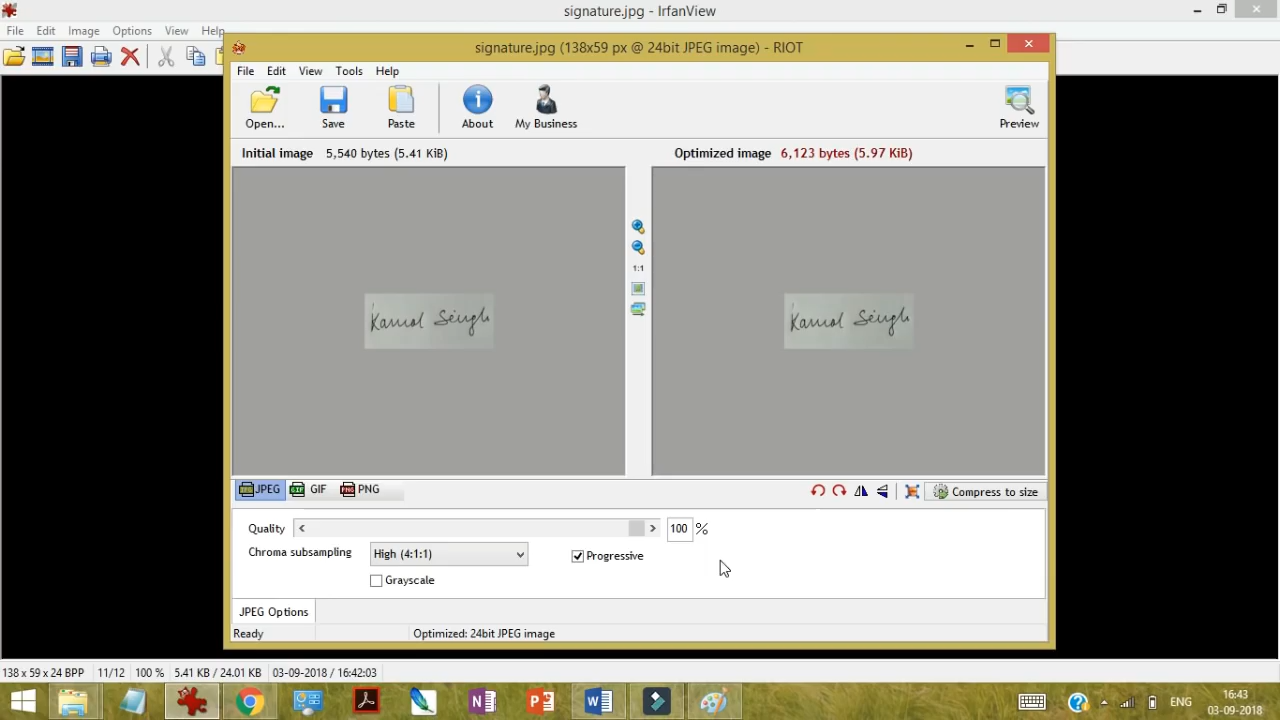 signature.jpg - IrfanView
File Edit Image Options View Help
signature.jpg (138x59 px @ 24bit JPEG image) - RIOT
File Edit View Tools Help
Open... Save Paste About My Business Preview
Initial image 5,540 bytes (5.41 KiB) Optimized image 6,123 bytes (5.97 KiB)
1:1
Kamal Singh Kamal Singh
JPEG GIF PNG Compress to size
Quality 100 %
Chroma subsampling High (4:1:1) Progressive
Grayscale
JPEG Options
Ready Optimized: 24bit JPEG image
138 x 59 x 24 BPP 11/12 100 % 5.41 KB / 24.01 KB 03-09-2018 / 16:42:03
ENG 16:43
03-09-2018